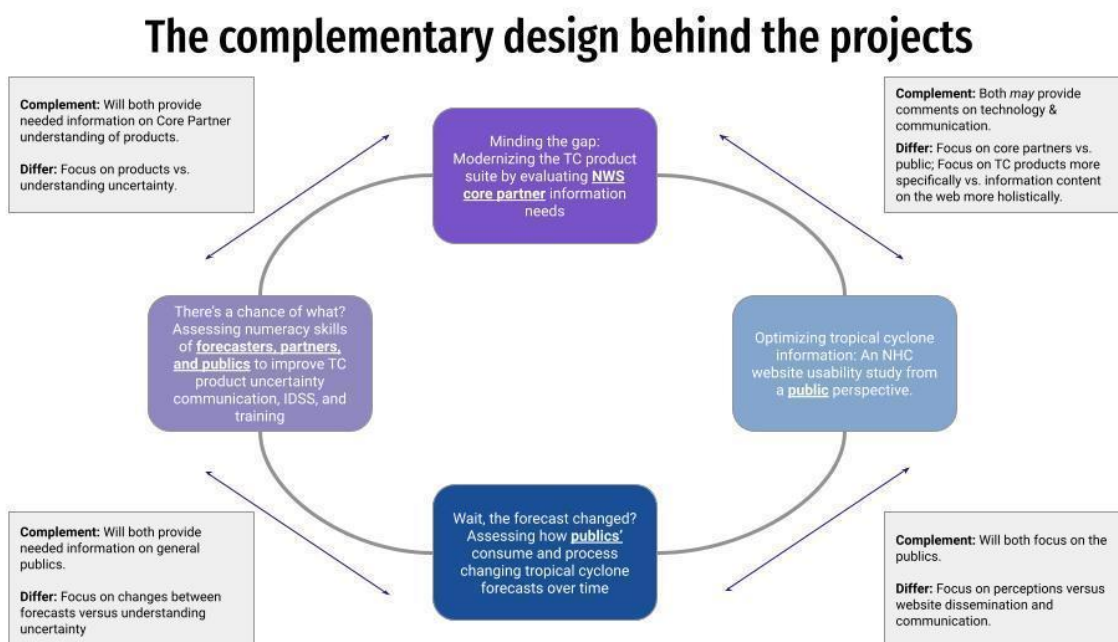 The complementary design behind the projects
Complement: Will both provide
needed information on Core Partner
understanding of products.
Differ: Focus on products vs.
understanding uncertainty.
Minding the gap:
Modernizing the TC product
suite by evaluating NWS
core partner information
needs
Complement: Both may provide
comments on technology &
communication.
Differ: Focus on core partners vs.
public; Focus on TC products more
specifically vs. information content
on the web more holistically.
There's a chance of what?
Assessing numeracy skills
of forecasters, partners,
and publics to improve TC
product uncertainty
communication, IDSS, and
training
Optimizing tropical cyclone
information: An NHC
website usability study from
a public perspective.
Complement: Will both provide
needed information on general
publics.
Differ: Focus on changes between
forecasts versus understanding
uncertainty
Wait, the forecast changed?
Assessing how publics'
consume and process
changing tropical cyclone
forecasts over time
Complement: Will both focus on the
publics.
Differ: Focus on perceptions versus
website dissemination and
communication.